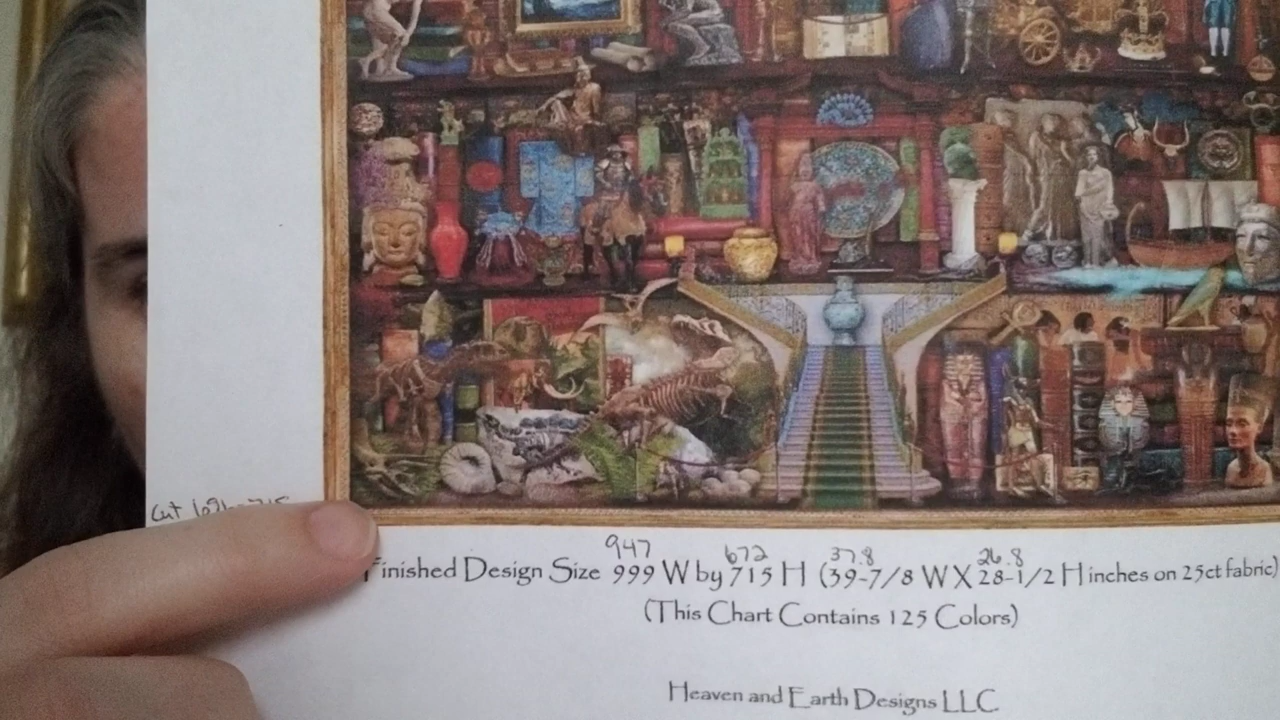 Cut
947 672 37.8 26.8
Finished Design Size 999 W by 715 H (39-7/8 W X 28-1/2 H inches on 25ct fabric)
(This Chart Contains 125 Colors)
Heaven and Earth Designs LLC